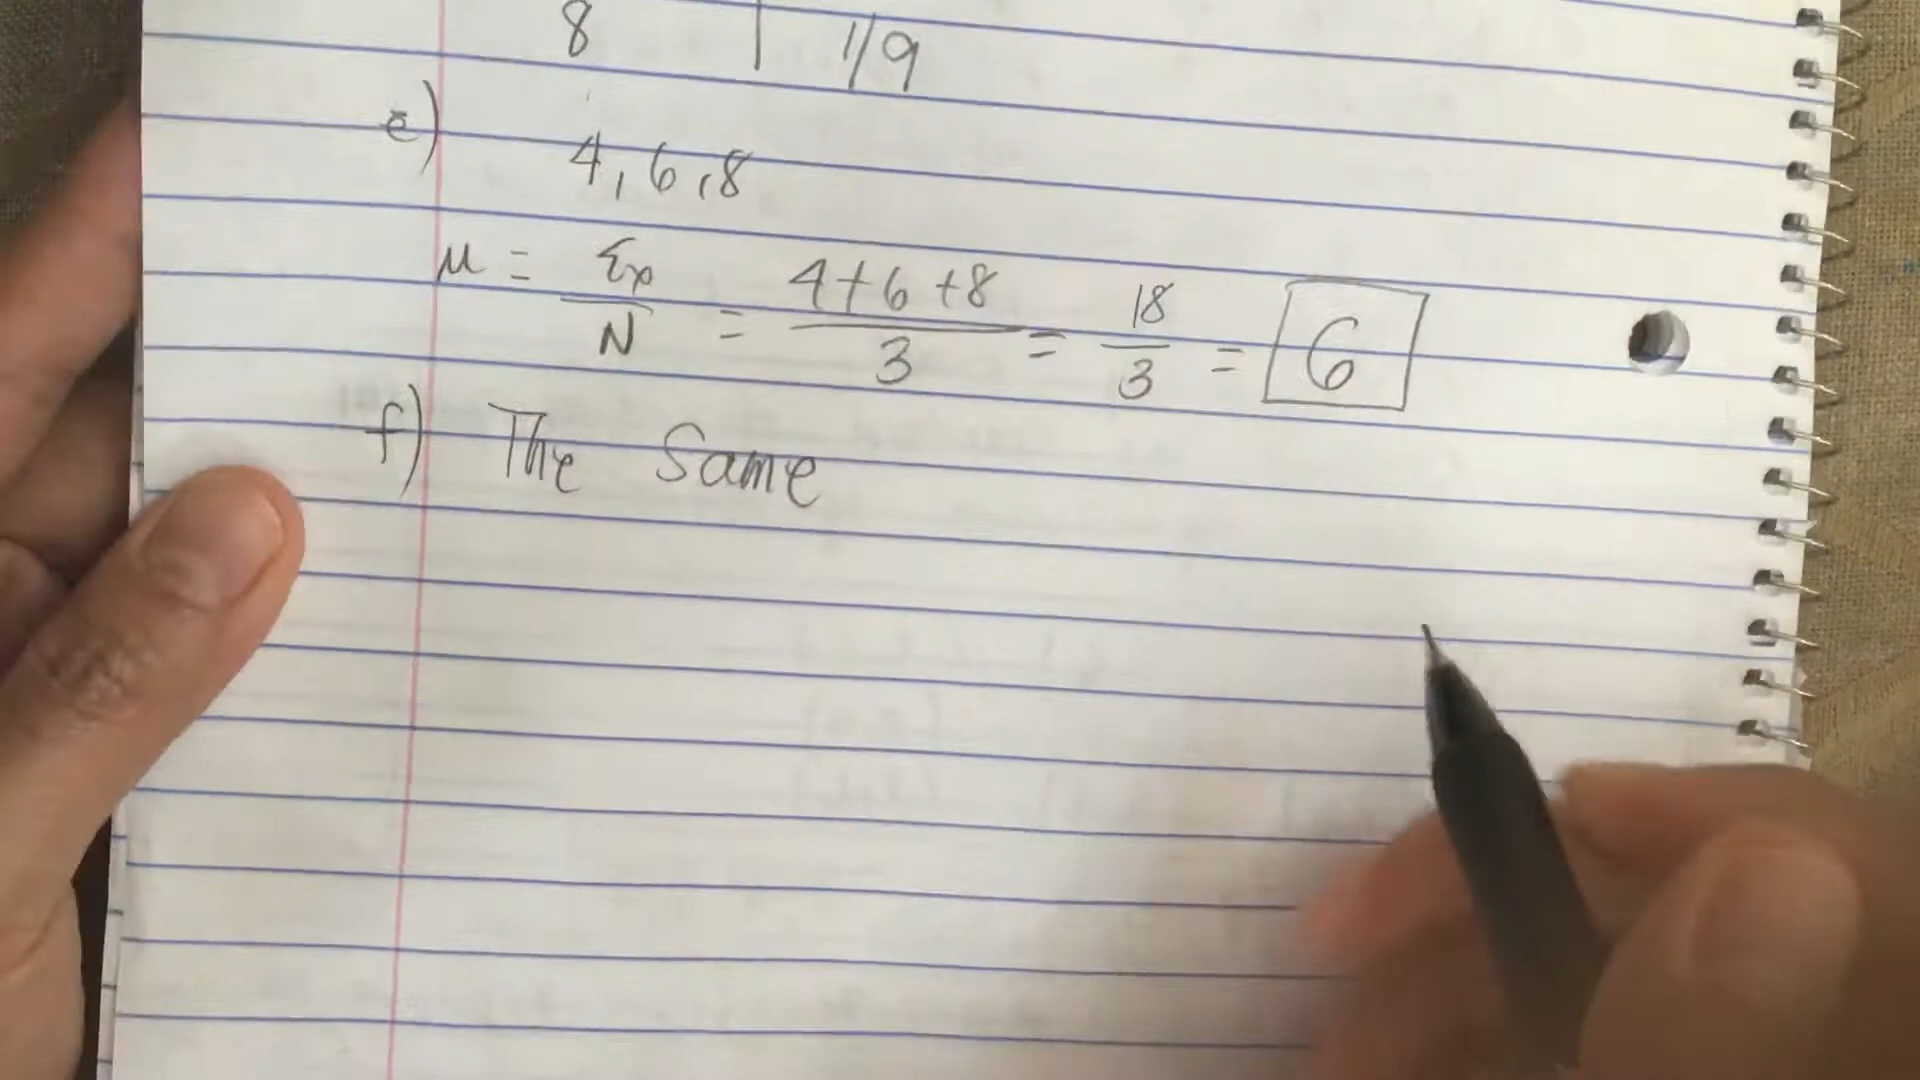 8 | 1/9
e) 4, 6, 8
μ = Σx/N = 4+6+8/3 = 18/3 = 6
f) The Same